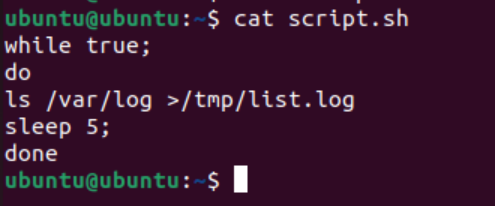 ubuntu@ubuntu:~$ cat script.sh
while true;
do
ls /var/log >/tmp/list.log
sleep 5;
done
ubuntu@ubuntu:~$